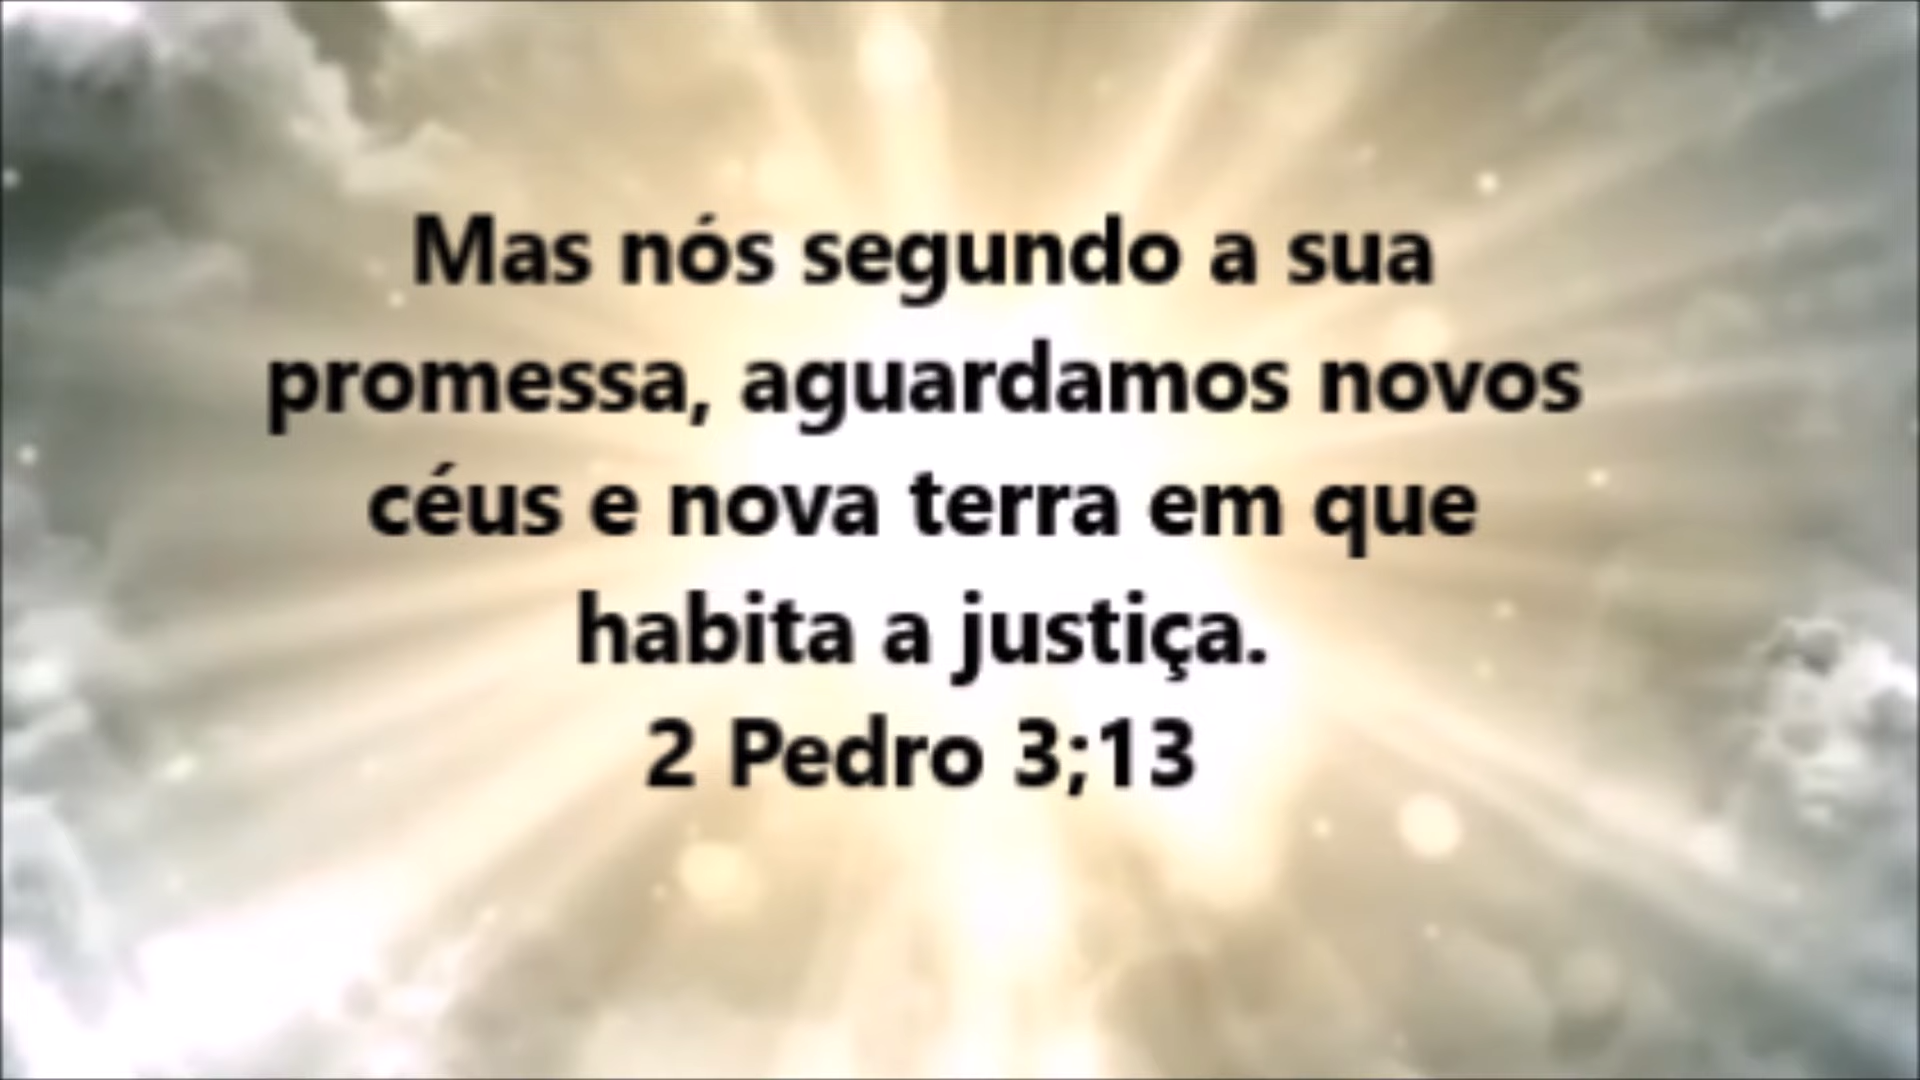 Mas nós segundo a sua
promessa, aguardamos novos
céus e nova terra em que
habita a justiça.
2 Pedro 3;13